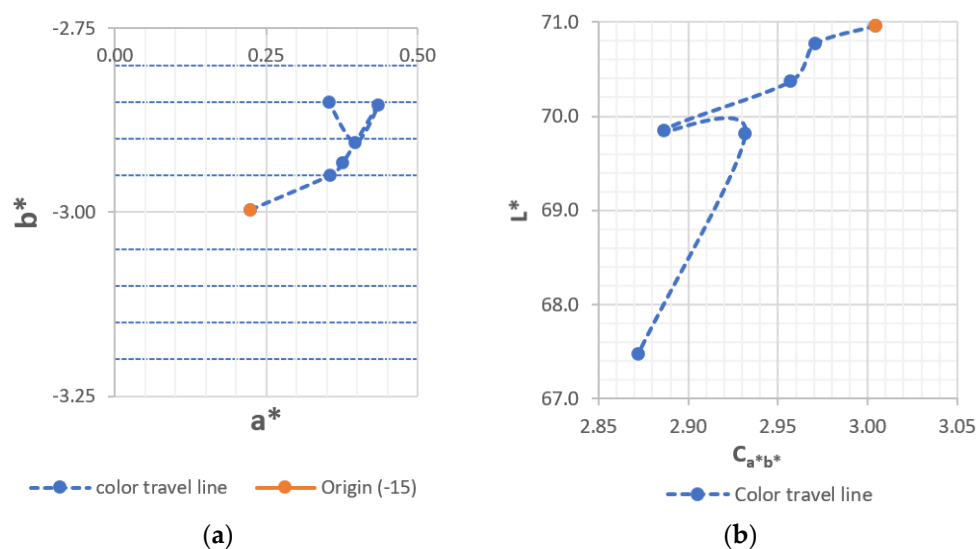 -2.75
0.00 0.25 0.50
b*
-3.00
-3.25
a*
color travel line
Origin (-15)
(a)
71.0
70.0
L*
69.0
68.0
67.0
2.85 2.90 2.95 3.00 3.05
Ca*b*
Color travel line
(b)